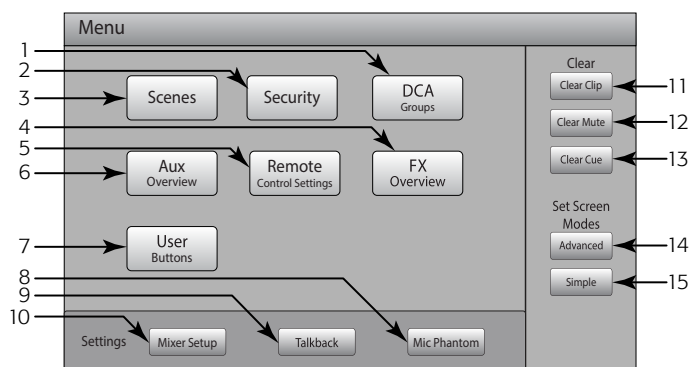 Menu
1
2
3
4
5
6
7
8
9
10
Scenes
Security
DCA
Groups
Aux
Overview
Remote
Control Settings
FX
Overview
User
Buttons
Settings
Mixer Setup
Talkback
Mic Phantom
Clear
Clear Clip
Clear Mute
Clear Cue
Set Screen
Modes
Advanced
Simple
11
12
13
14
15